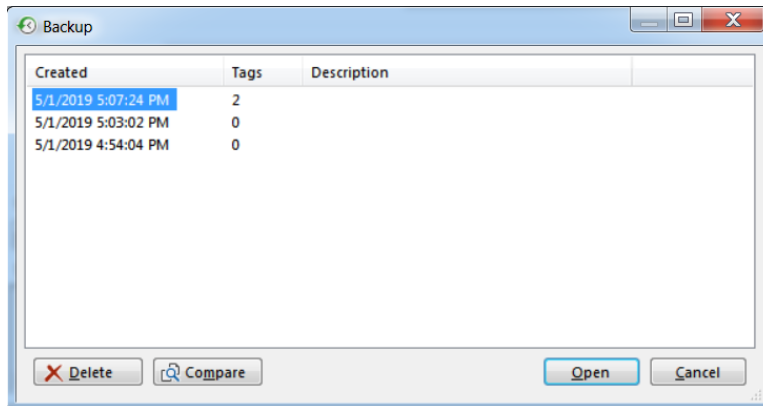 Backup
Created Tags Description
5/1/2019 5:07:24 PM 2
5/1/2019 5:03:02 PM 0
5/1/2019 4:54:04 PM 0
Delete Compare Open Cancel